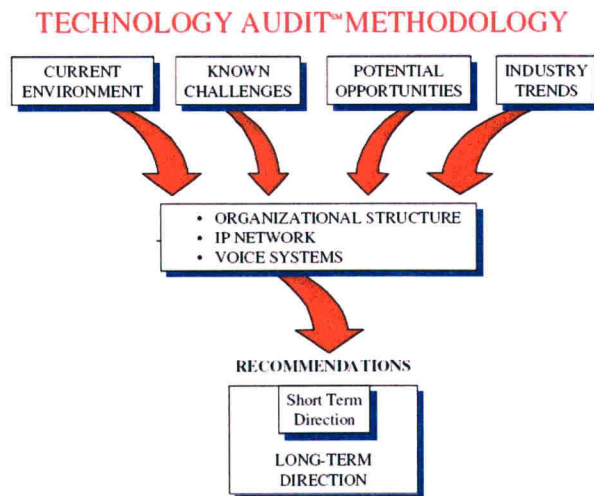 TECHNOLOGY AUDIT℠ METHODOLOGY
CURRENT
ENVIRONMENT
KNOWN
CHALLENGES
POTENTIAL
OPPORTUNITIES
INDUSTRY
TRENDS
• ORGANIZATIONAL STRUCTURE
• IP NETWORK
• VOICE SYSTEMS
RECOMMENDATIONS
Short Term
Direction
LONG-TERM
DIRECTION